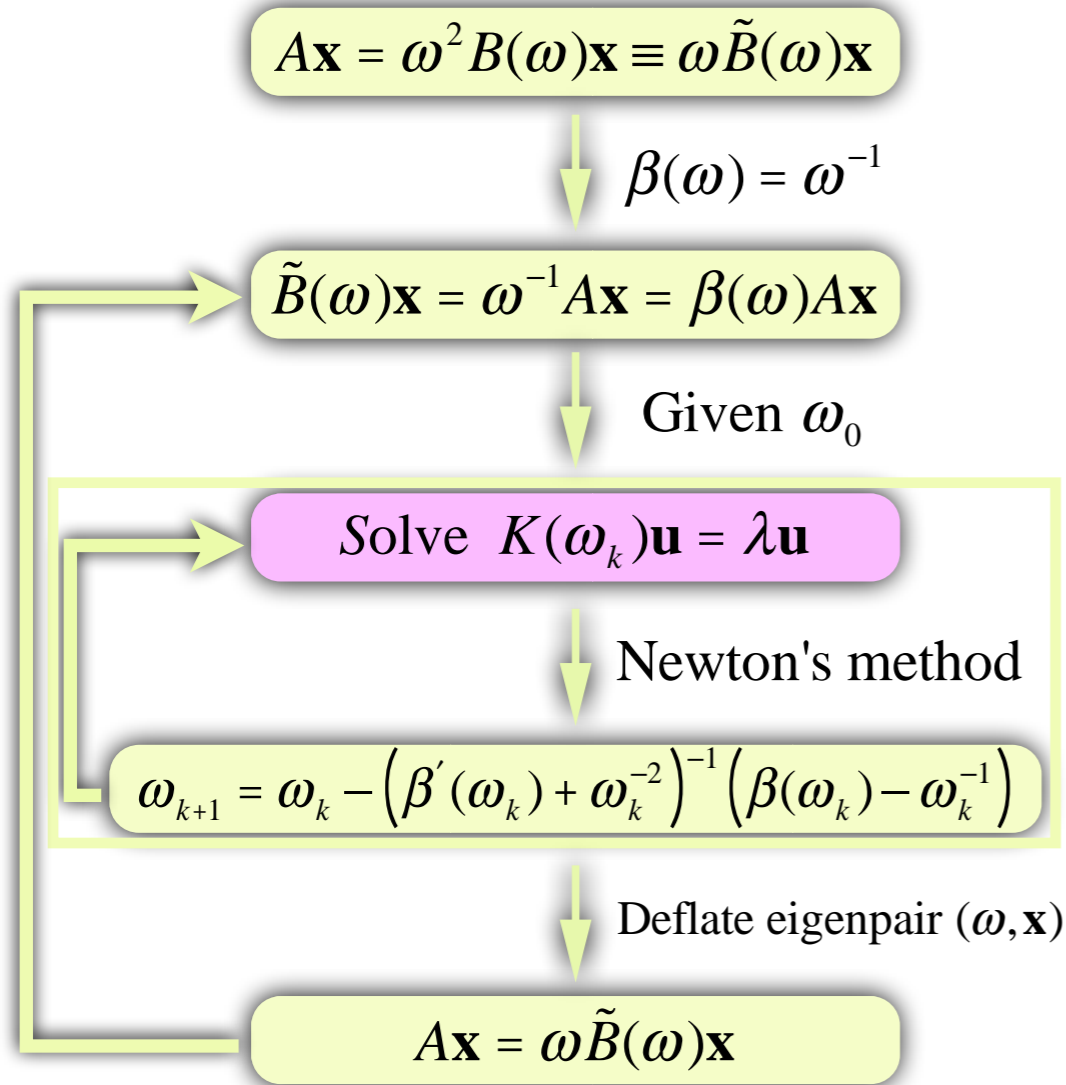 Ax = ω²B(ω)x ≡ ωB̃(ω)x
β(ω) = ω⁻¹
B̃(ω)x = ω⁻¹Ax = β(ω)Ax
Given ω₀
Solve K(ωₖ)u = λu
Newton's method
ωₖ₊₁ = ωₖ − (β′(ωₖ) + ωₖ⁻²)⁻¹ (β(ωₖ) − ωₖ⁻¹)
Deflate eigenpair (ω, x)
Ax = ωB̃(ω)x